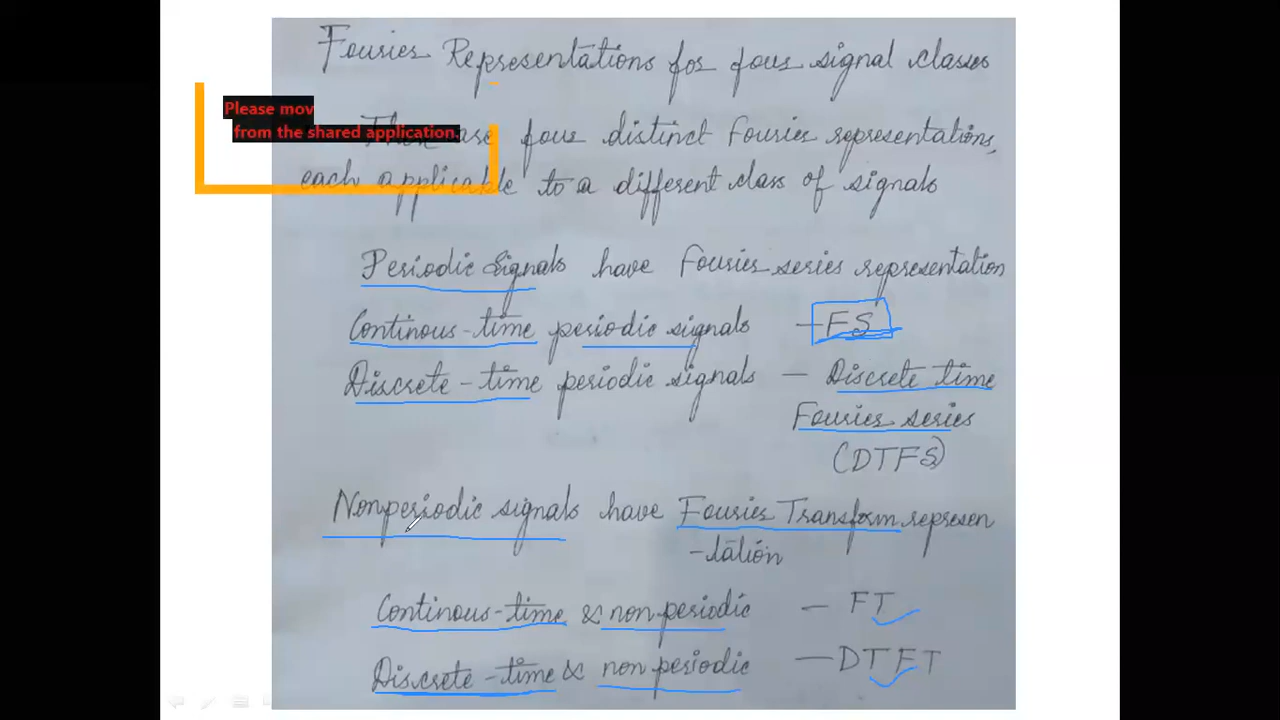 Fourier Representations for four signal classes
Please mov
from the shared application.
There are four distinct Fourier representations,
each applicable to a different class of signals
Periodic Signals have Fourier series representation
Continous-time periodic signals - FS
Discrete-time periodic signals - Discrete time
Fourier series
(DTFS)
Nonperiodic signals have Fourier Transform represen
-tation
Continous-time & nonperiodic - FT
Discrete-time & non periodic - DTFT